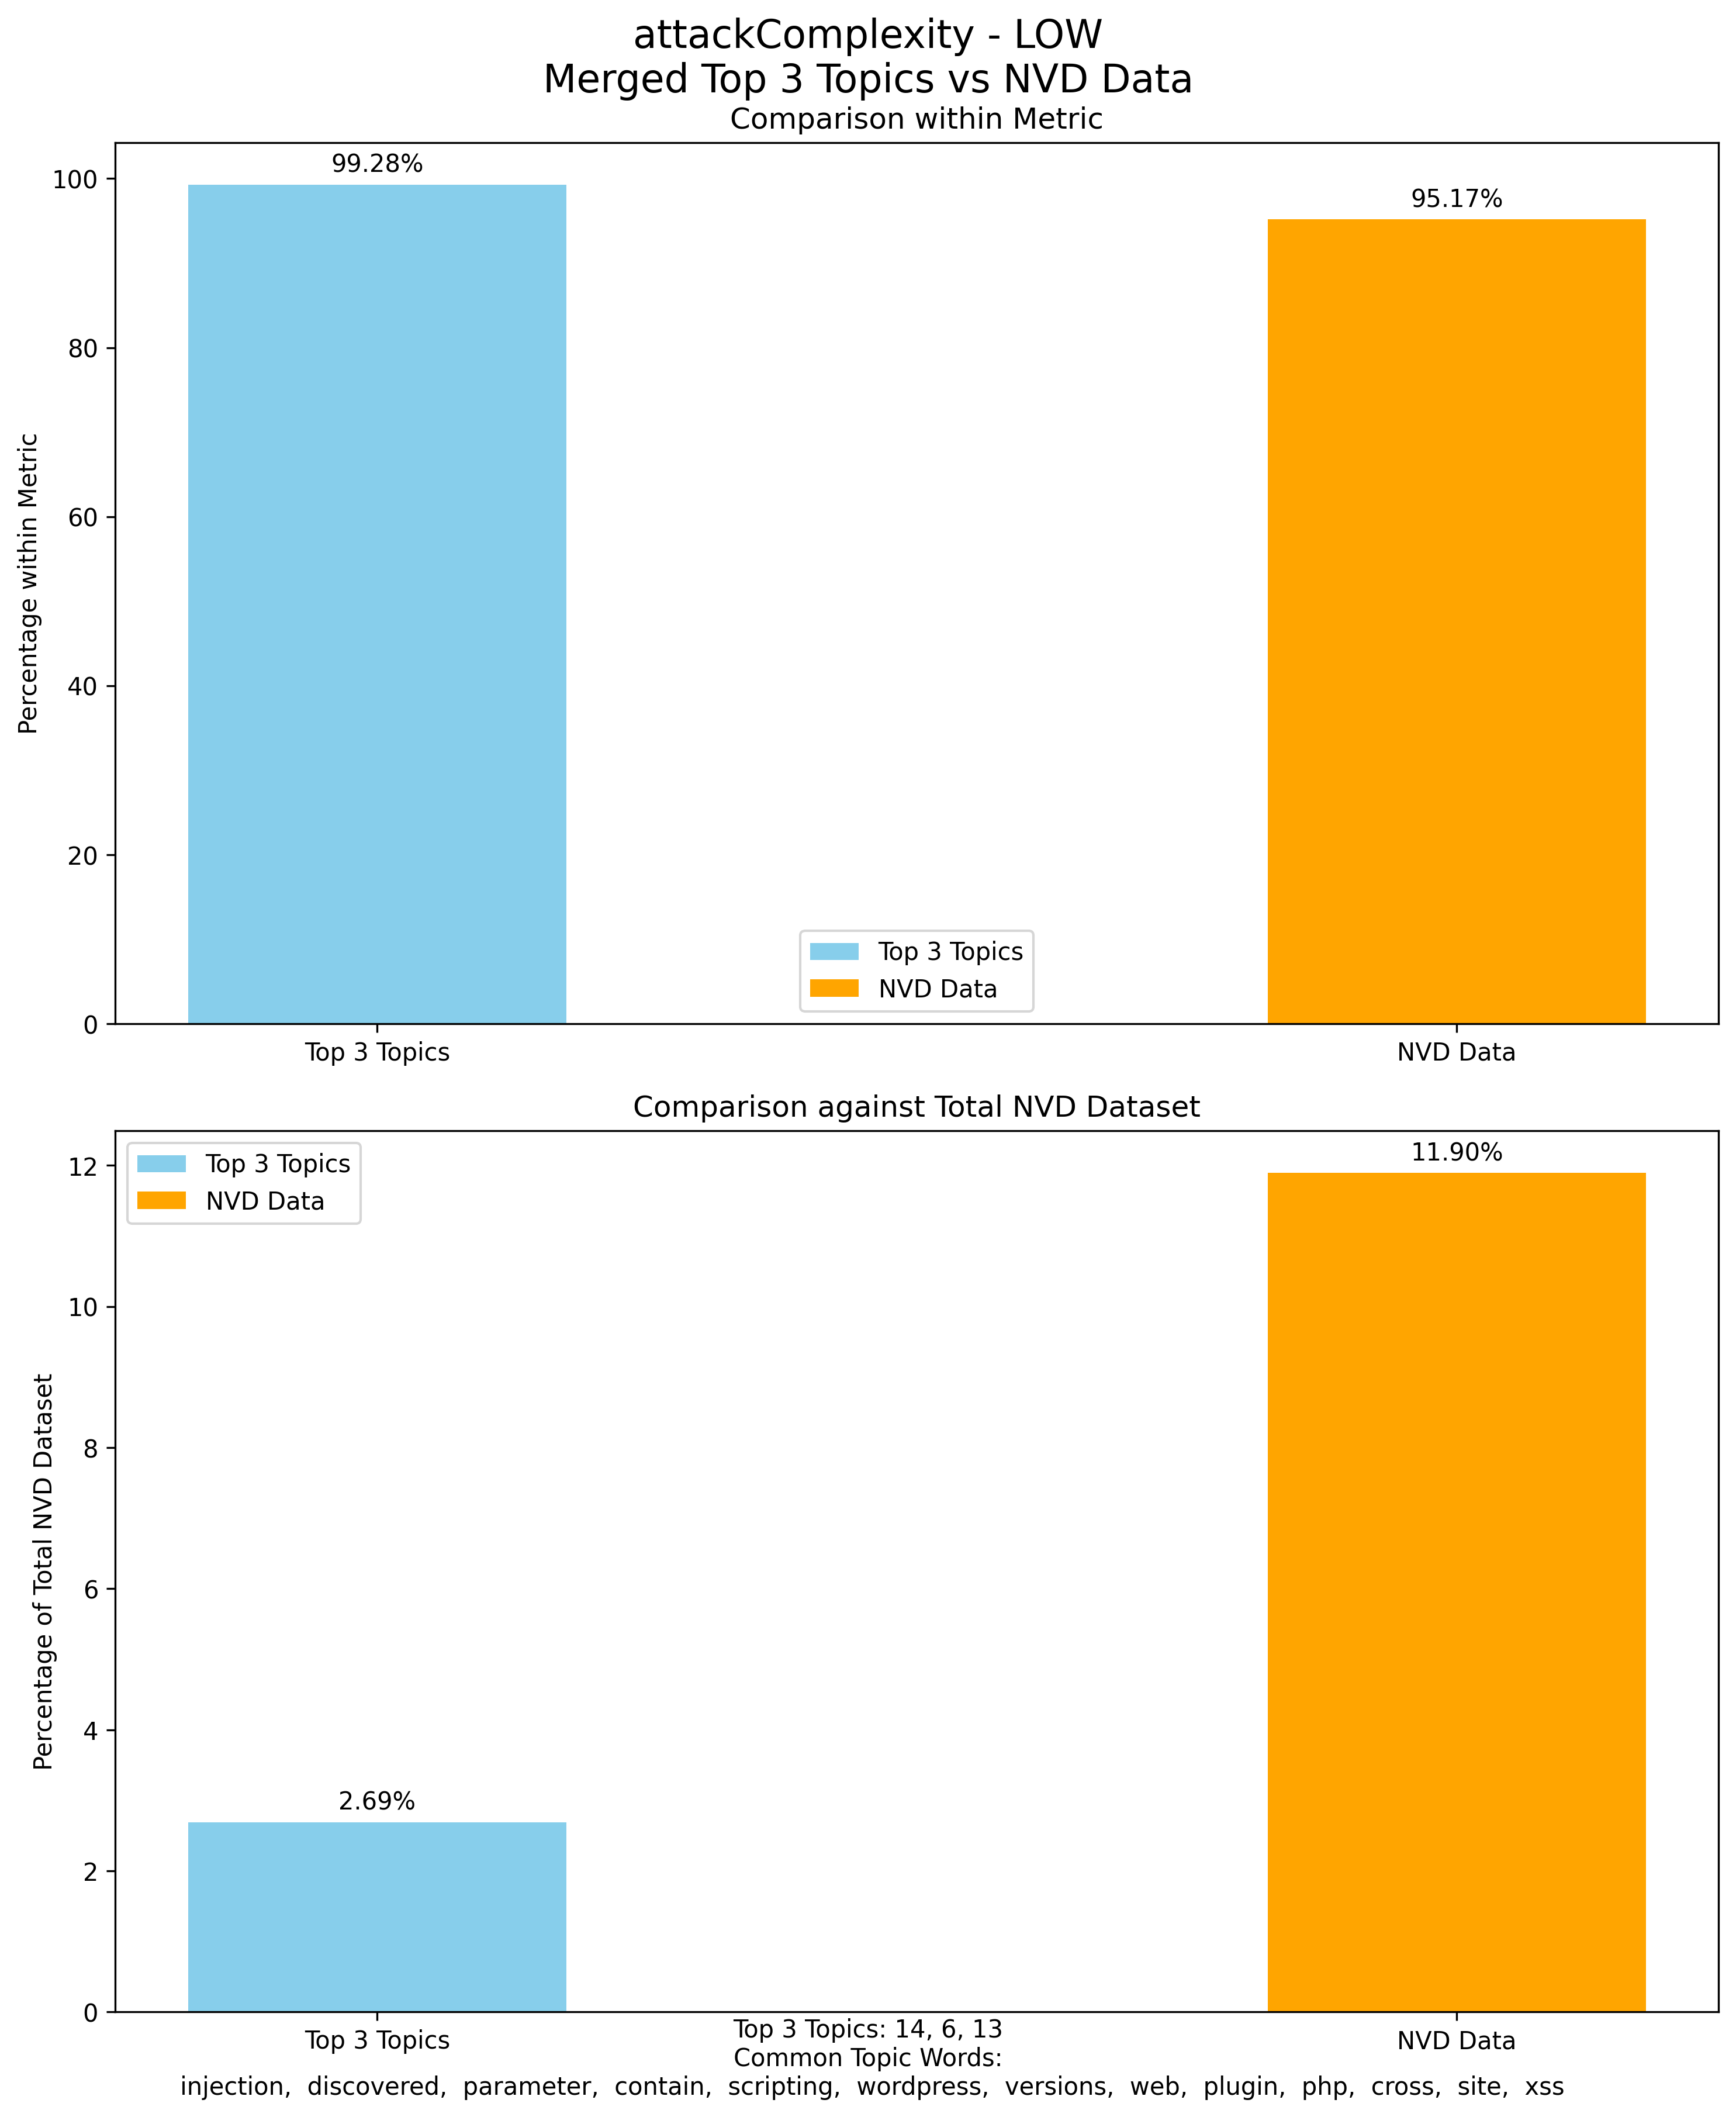 attackComplexity - LOW
Merged Top 3 Topics vs NVD Data
Comparison within Metric
99.28%
95.17%
100
80
60
40
20
0
Percentage within Metric
Top 3 Topics
NVD Data
Top 3 Topics
NVD Data
Comparison against Total NVD Dataset
Top 3 Topics
NVD Data
11.90%
2.69%
12
10
8
6
4
2
0
Percentage of Total NVD Dataset
Top 3 Topics
NVD Data
Top 3 Topics: 14, 6, 13
Common Topic Words:
injection, discovered, parameter, contain, scripting, wordpress, versions, web, plugin, php, cross, site, xss